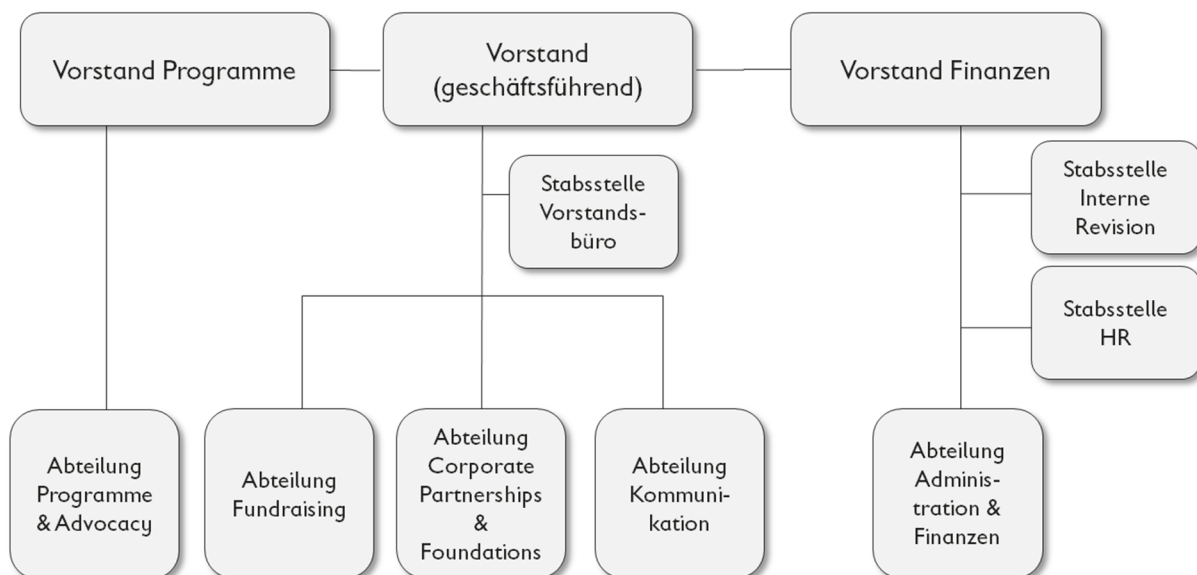 Vorstand Programme
Vorstand
(geschäftsführend)
Vorstand Finanzen
Stabsstelle
Vorstands-
büro
Stabsstelle
Interne
Revision
Stabsstelle
HR
Abteilung
Programme
& Advocacy
Abteilung
Fundraising
Abteilung
Corporate
Partnerships
&
Foundations
Abteilung
Kommuni-
kation
Abteilung
Adminis-
tration &
Finanzen